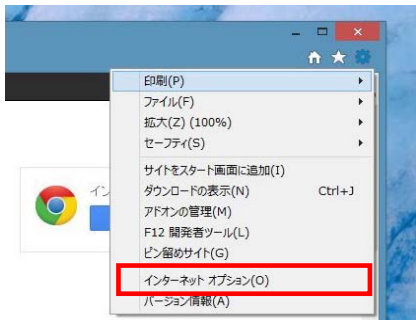 印刷(P)
ファイル(F)
拡大(Z) (100%)
セーフティ(S)
サイトをスタート画面に追加(I)
ダウンロードの表示(N) Ctrl+J
アドオンの管理(M)
F12 開発者ツール(L)
ピン留めサイト(G)
インターネット オプション(O)
バージョン情報(A)